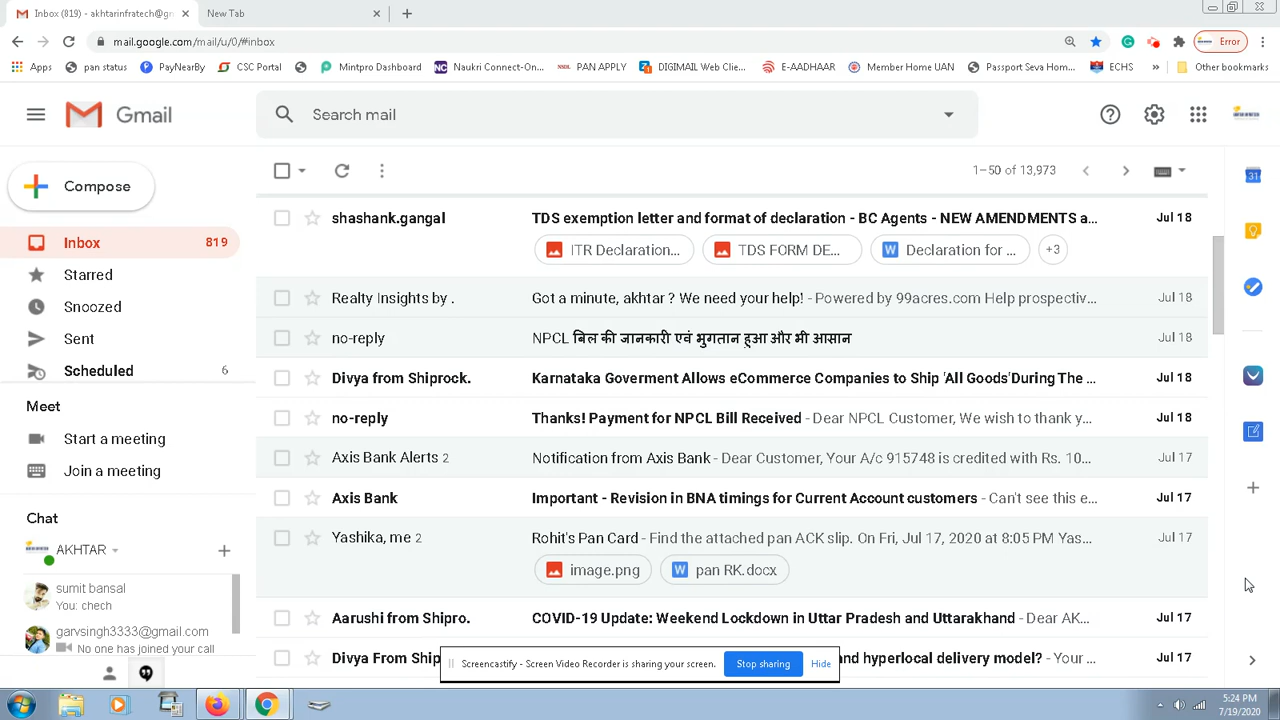 Inbox (819) - akhtarinfratech@gm
New Tab
mail.google.com/mail/u/0/#inbox
Error
Apps
pan status
PayNearBy
CSC Portal
Mintpro Dashboard
Naukri Connect-On...
PAN APPLY
DIGIMAIL Web Clie...
E-AADHAAR
Member Home UAN
Passport Seva Hom...
ECHS
»
Other bookmarks
Gmail
Search mail
Compose
1–50 of 13,973
Inbox 819
Starred
Snoozed
Sent
Scheduled 6
Meet
Start a meeting
Join a meeting
Chat
AKHTAR
sumit bansal
You: chech
garvsingh3333@gmail.com
No one has joined your call
shashank.gangal TDS exemption letter and format of declaration - BC Agents - NEW AMENDMENTS a... Jul 18
ITR Declaration... TDS FORM DE... Declaration for ... +3
Realty Insights by . Got a minute, akhtar ? We need your help! - Powered by 99acres.com Help prospectiv... Jul 18
no-reply NPCL बिल की जानकारी एवं भुगतान हुआ और भी आसान Jul 18
Divya from Shiprock. Karnataka Goverment Allows eCommerce Companies to Ship 'All Goods'During The ... Jul 18
no-reply Thanks! Payment for NPCL Bill Received - Dear NPCL Customer, We wish to thank y... Jul 18
Axis Bank Alerts 2 Notification from Axis Bank - Dear Customer, Your A/c 915748 is credited with Rs. 10... Jul 17
Axis Bank Important - Revision in BNA timings for Current Account customers - Can't see this e... Jul 17
Yashika, me 2 Rohit's Pan Card - Find the attached pan ACK slip. On Fri, Jul 17, 2020 at 8:05 PM Yas... Jul 17
image.png pan RK.docx
Aarushi from Shipro. COVID-19 Update: Weekend Lockdown in Uttar Pradesh and Uttarakhand - Dear AK... Jul 17
Divya From Ship and hyperlocal delivery model? - Your ... Jul 17
Screencastify - Screen Video Recorder is sharing your screen. Stop sharing Hide
31
5:24 PM
7/19/2020